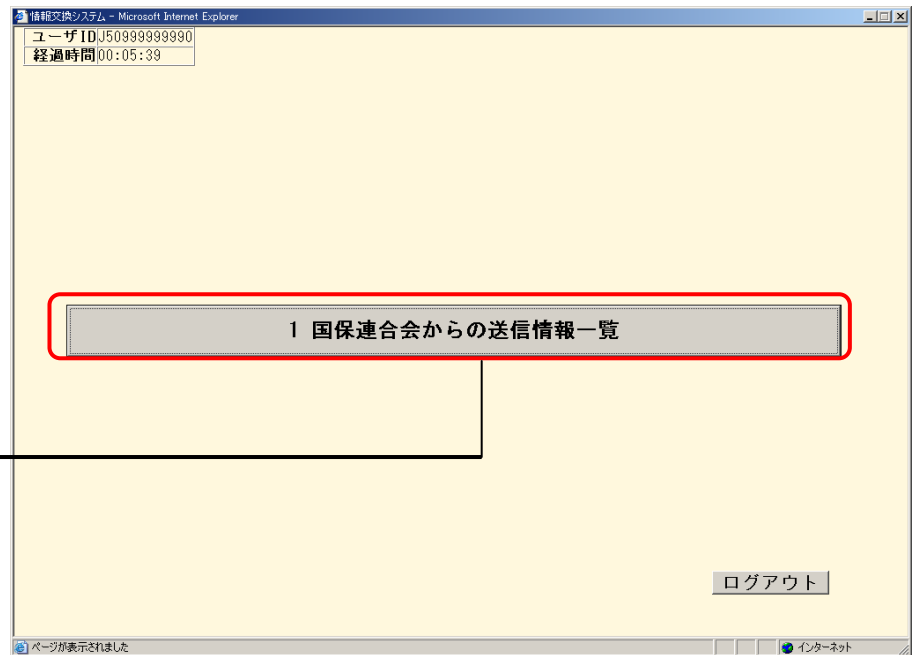 情報交換システム - Microsoft Internet Explorer
ユーザID J50999999990
経過時間 00:05:39
1 国保連合会からの送信情報一覧
ログアウト
ページが表示されました
インターネット